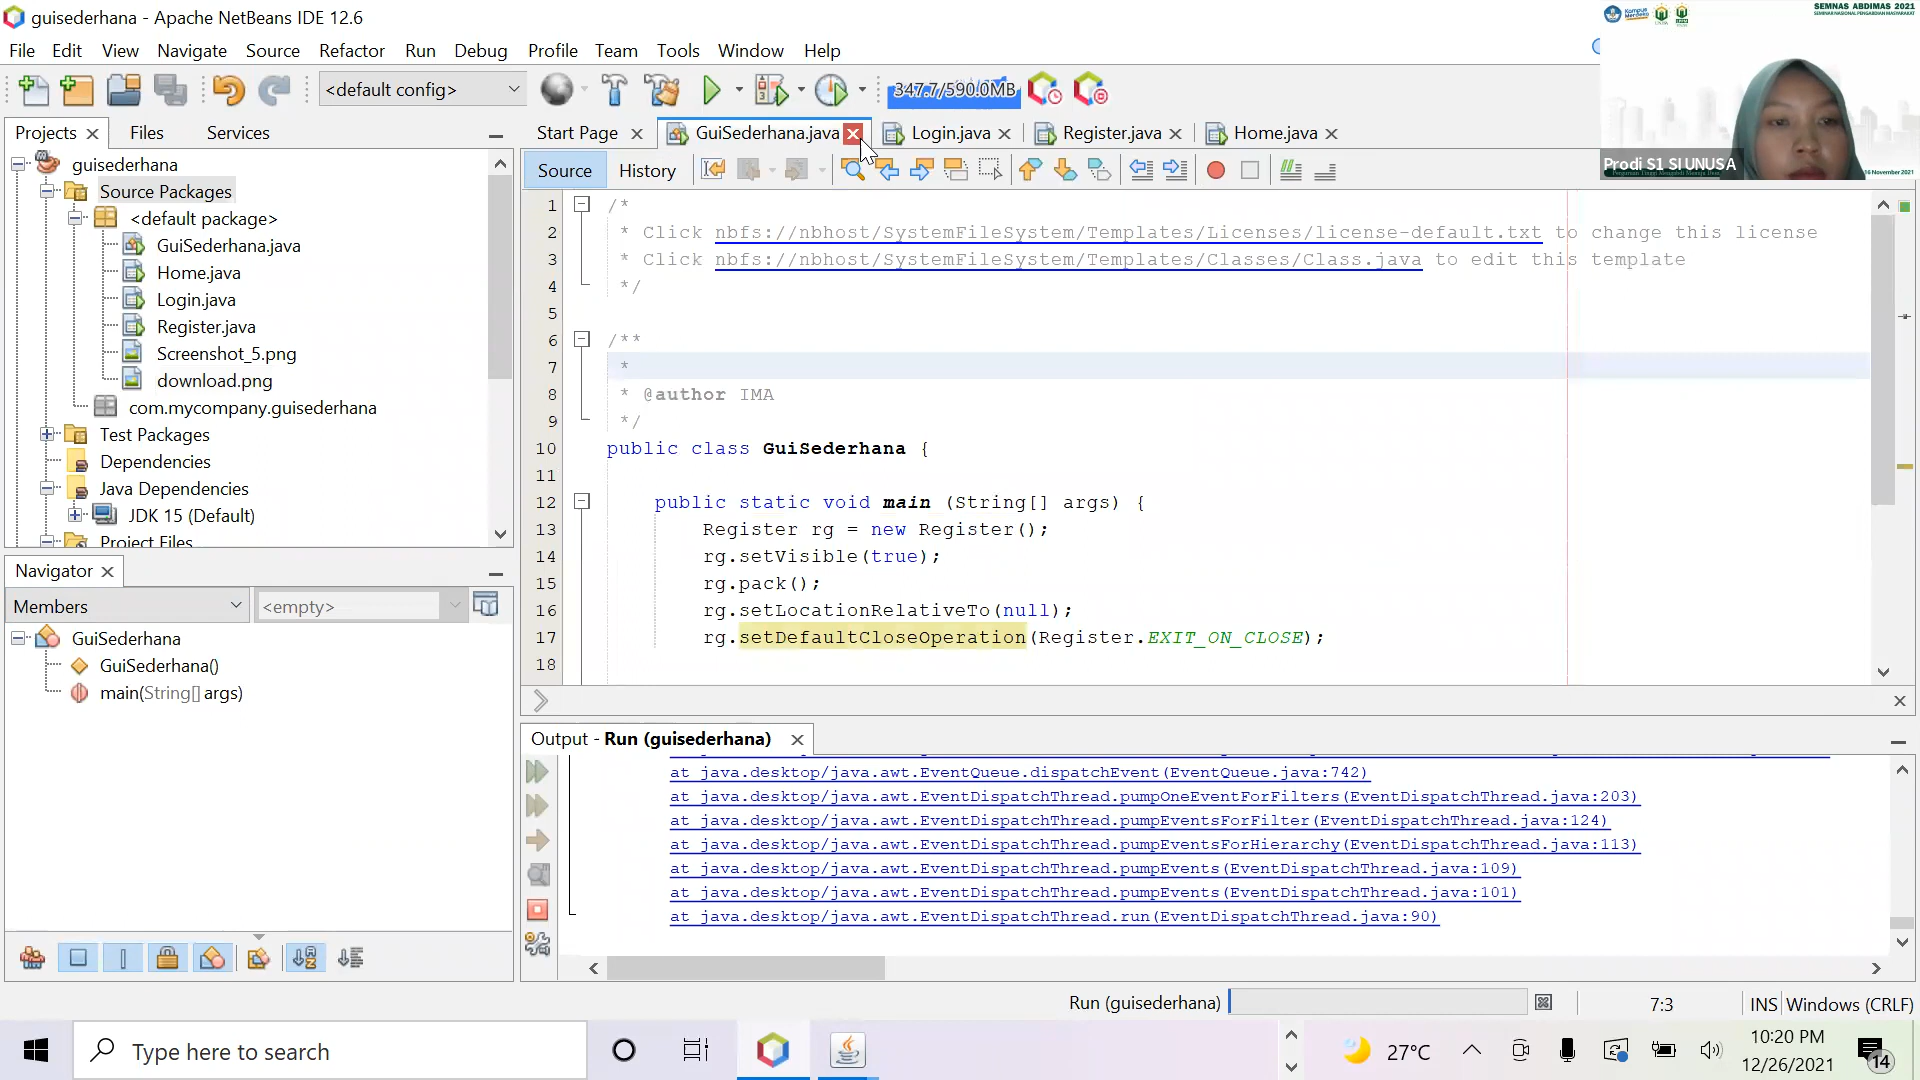 guisederhana - Apache NetBeans IDE 12.6
File Edit View Navigate Source Refactor Run Debug Profile Team Tools Window Help
SEMNAS ABDIMAS 2021
<default config>
347.7/590.0MB
Prodi S1 SI UNUSA
16 November 2021
Projects Files Services
Start Page GuiSederhana.java Login.java Register.java Home.java
Source History
guisederhana
Source Packages
<default package>
GuiSederhana.java
Home.java
Login.java
Register.java
Screenshot_5.png
download.png
com.mycompany.guisederhana
Test Packages
Dependencies
Java Dependencies
JDK 15 (Default)
Project Files
1 /*
2 * Click nbfs://nbhost/SystemFileSystem/Templates/Licenses/license-default.txt to change this license
3 * Click nbfs://nbhost/SystemFileSystem/Templates/Classes/Class.java to edit this template
4 */
5
6 /**
7 *
8 * @author IMA
9 */
10 public class GuiSederhana {
11
12 public static void main (String[] args) {
13 Register rg = new Register();
14 rg.setVisible(true);
15 rg.pack();
16 rg.setLocationRelativeTo(null);
17 rg.setDefaultCloseOperation(Register.EXIT_ON_CLOSE);
18
Navigator
Members <empty>
GuiSederhana
GuiSederhana()
main(String[] args)
Output - Run (guisederhana)
at java.desktop/java.awt.EventQueue.dispatchEvent(EventQueue.java:742)
at java.desktop/java.awt.EventDispatchThread.pumpOneEventForFilters(EventDispatchThread.java:203)
at java.desktop/java.awt.EventDispatchThread.pumpEventsForFilter(EventDispatchThread.java:124)
at java.desktop/java.awt.EventDispatchThread.pumpEventsForHierarchy(EventDispatchThread.java:113)
at java.desktop/java.awt.EventDispatchThread.pumpEvents(EventDispatchThread.java:109)
at java.desktop/java.awt.EventDispatchThread.pumpEvents(EventDispatchThread.java:101)
at java.desktop/java.awt.EventDispatchThread.run(EventDispatchThread.java:90)
Run (guisederhana) 7:3 INS Windows (CRLF)
Type here to search
27°C
10:20 PM
12/26/2021
14